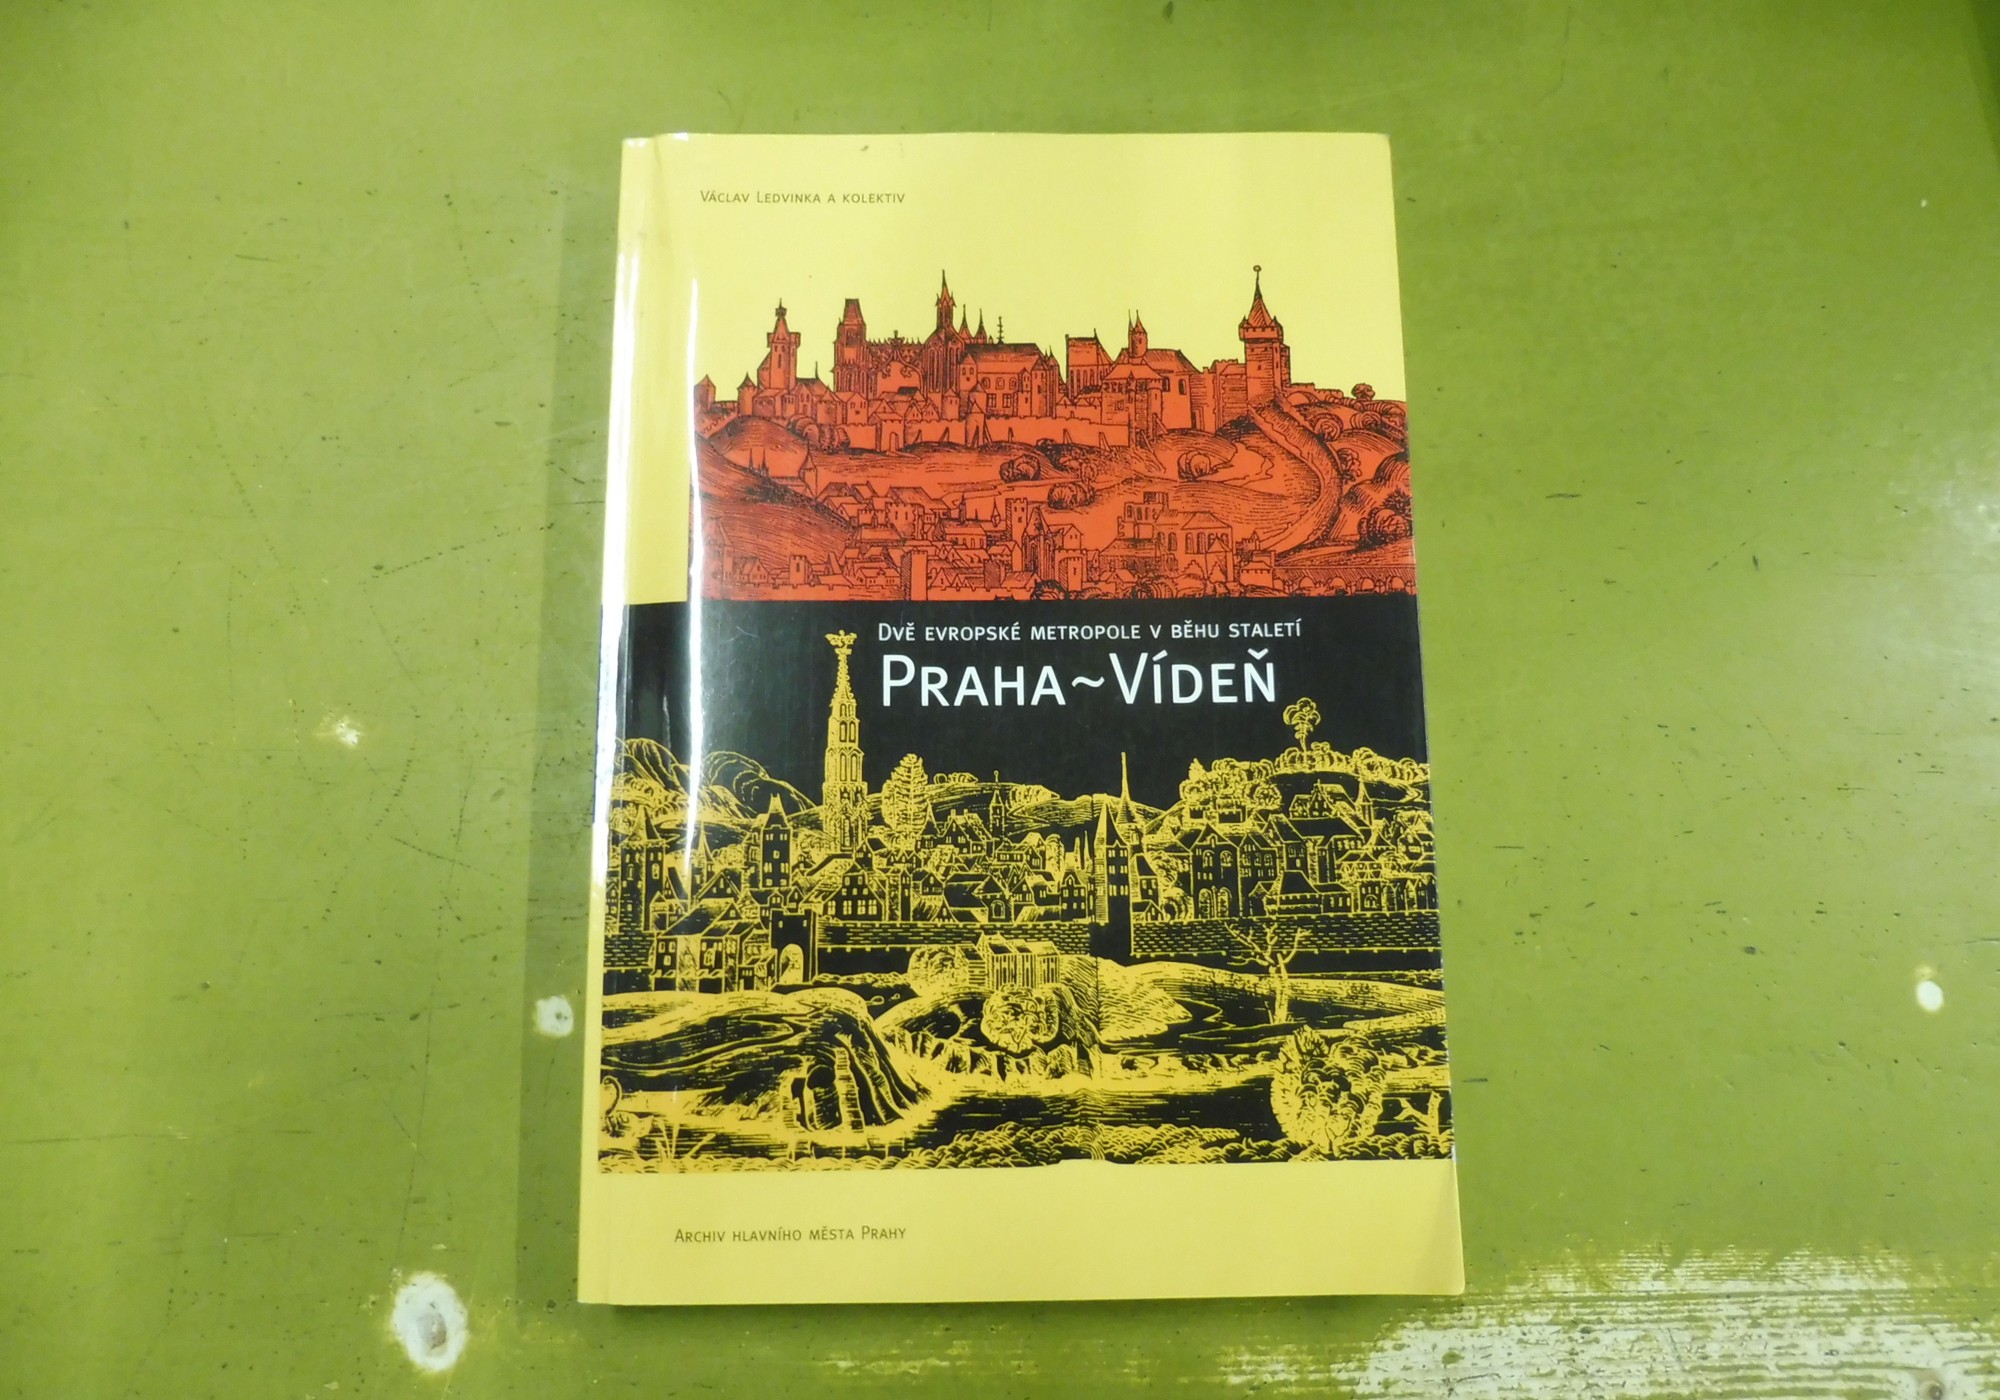 Václav Ledvinka a kolektiv
Dvě evropské metropole v běhu staletí
Praha~Vídeň
Archiv hlavního města Prahy